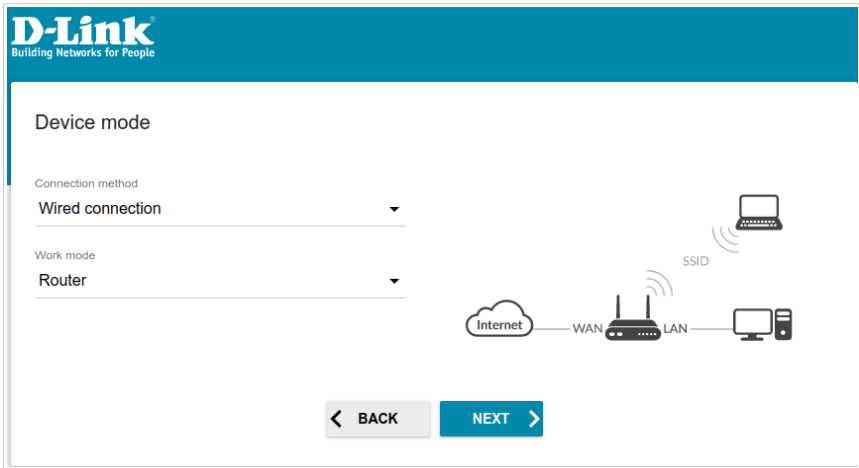 D-Link
Building Networks for People
Device mode
Connection method
Wired connection
Work mode
Router
SSID
Internet
WAN
LAN
BACK
NEXT